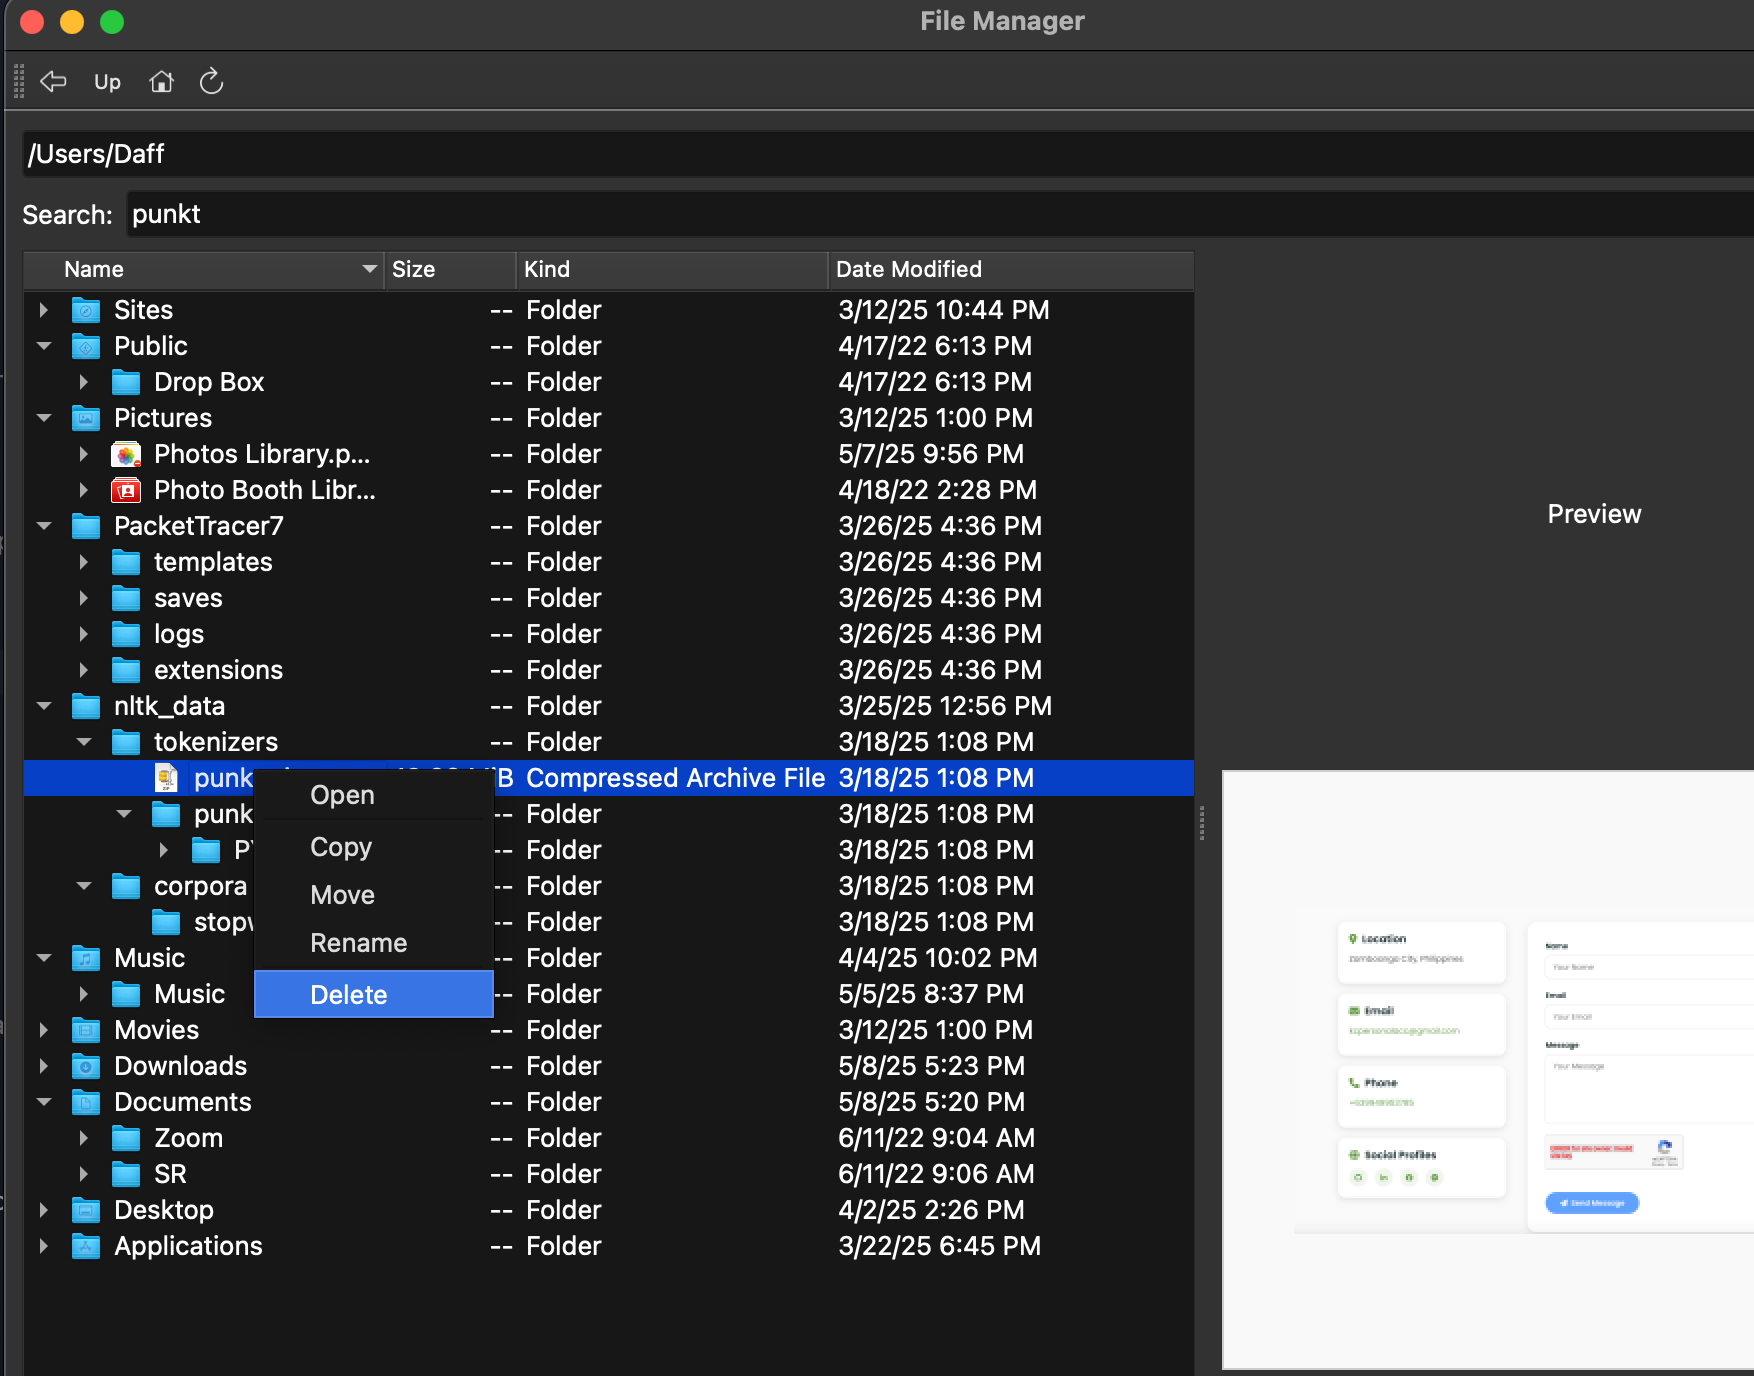 File Manager
Up
/Users/Daff
Search: punkt
Name Size Kind Date Modified
Sites -- Folder 3/12/25 10:44 PM
Public -- Folder 4/17/22 6:13 PM
Drop Box -- Folder 4/17/22 6:13 PM
Pictures -- Folder 3/12/25 1:00 PM
Photos Library.p... -- Folder 5/7/25 9:56 PM
Photo Booth Libr... -- Folder 4/18/22 2:28 PM
PacketTracer7 -- Folder 3/26/25 4:36 PM
templates -- Folder 3/26/25 4:36 PM
saves -- Folder 3/26/25 4:36 PM
logs -- Folder 3/26/25 4:36 PM
extensions -- Folder 3/26/25 4:36 PM
nltk_data -- Folder 3/25/25 12:56 PM
tokenizers -- Folder 3/18/25 1:08 PM
punk Compressed Archive File 3/18/25 1:08 PM
punk -- Folder 3/18/25 1:08 PM
-- Folder 3/18/25 1:08 PM
corpora -- Folder 3/18/25 1:08 PM
stop -- Folder 3/18/25 1:08 PM
Music -- Folder 4/4/25 10:02 PM
Music -- Folder 5/5/25 8:37 PM
Movies -- Folder 3/12/25 1:00 PM
Downloads -- Folder 5/8/25 5:23 PM
Documents -- Folder 5/8/25 5:20 PM
Zoom -- Folder 6/11/22 9:04 AM
SR -- Folder 6/11/22 9:06 AM
Desktop -- Folder 4/2/25 2:26 PM
Applications -- Folder 3/22/25 6:45 PM
Open
Copy
Move
Rename
Delete
Preview
Location
Zamboanga City, Philippines
Email
Phone
Social Profiles
Name
Your Name
Email
Your Email
Message
Your Message
Send Message